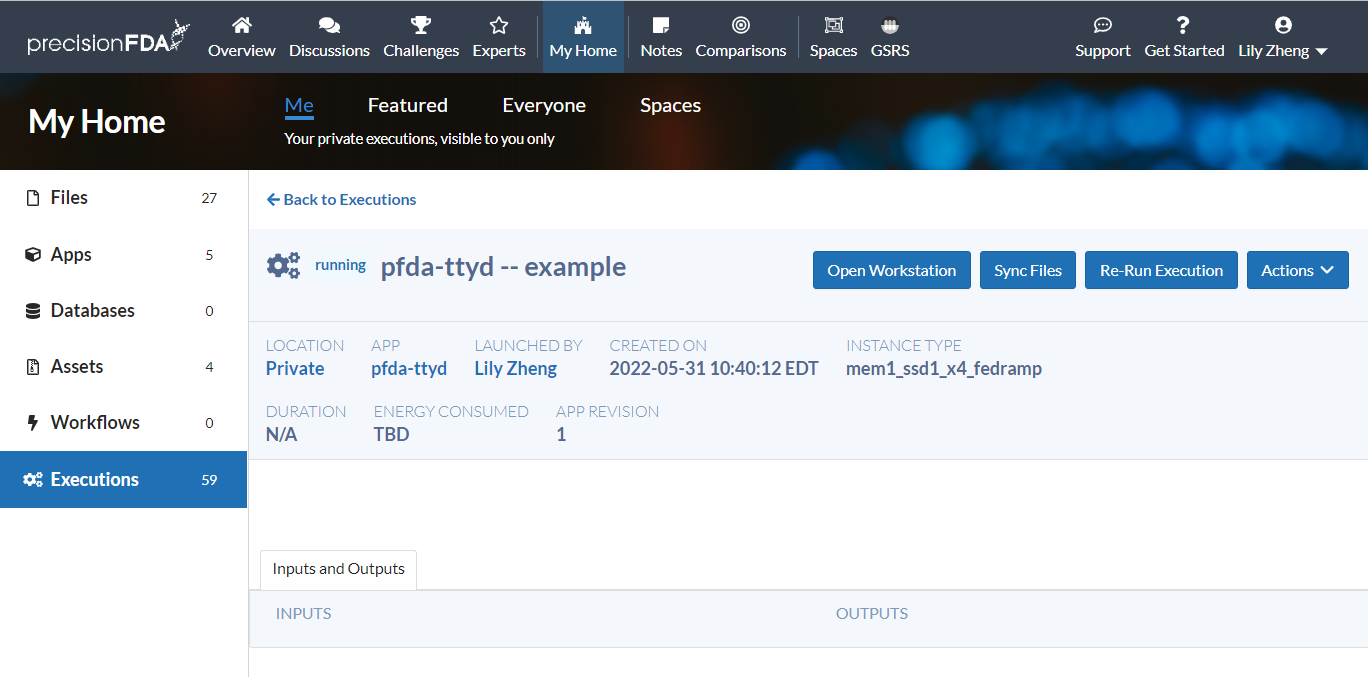 precisionFDA
Overview Discussions Challenges Experts My Home Notes Comparisons Spaces GSRS Support Get Started Lily Zheng
My Home
Me Featured Everyone Spaces
Your private executions, visible to you only
Files 27
Apps 5
Databases 0
Assets 4
Workflows 0
Executions 59
Back to Executions
running pfda-ttyd -- example
Open Workstation Sync Files Re-Run Execution Actions
LOCATION APP LAUNCHED BY CREATED ON INSTANCE TYPE
Private pfda-ttyd Lily Zheng 2022-05-31 10:40:12 EDT mem1_ssd1_x4_fedramp
DURATION ENERGY CONSUMED APP REVISION
N/A TBD 1
Inputs and Outputs
INPUTS OUTPUTS